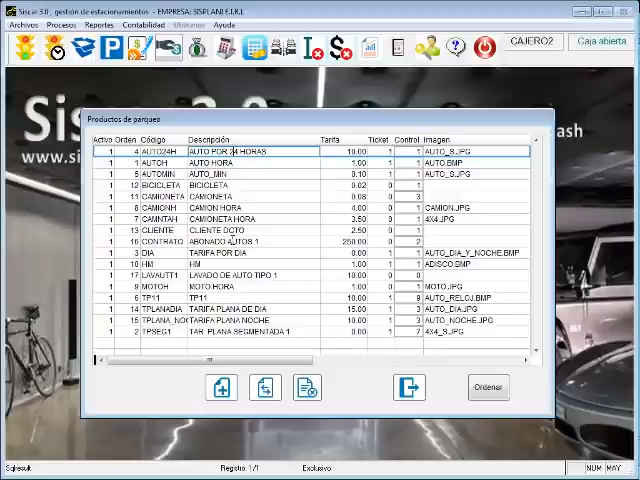 Siscar 3.0, gestión de estacionamientos - EMPRESA: SISPLANI E.I.R.L
Archivos Procesos Reportes Contabilidad Utilitarios Ayuda
CAJERO2 Caja abierta
Sis
www.sis
ash
Productos de parqueo
Activo Orden Código Descripción Tarifa Ticket Control Imagen
1 4 AUTO24H AUTO POR 24 HORAS 10.00 1 1 AUTO_S.JPG
1 1 AUTOH AUTO HORA 1.00 1 1 AUTO.BMP
1 5 AUTOMIN AUTO_MIN 0.10 1 1 AUTO_S.JPG
1 12 BICICLETA BICICLETA 0.02 0 1
1 11 CAMIONETA CAMIONETA 0.08 0 3
1 8 CAMIONH CAMION HORA 4.00 1 1 CAMION.JPG
1 7 CAMNTAH CAMIONETA HORA 3.50 1 1 4X4.JPG
1 13 CLIENTE CLIENTE DCTO 2.50 0 1
1 16 CONTRATO ABONADO AUTOS 1 250.00 0 2
1 3 DIA TARIFA POR DIA 0.00 1 1 AUTO_DIA_Y_NOCHE.BMP
1 10 HM HM 1.00 1 1 ADISCO.BMP
1 17 LAVAUTT1 LAVADO DE AUTO TIPO 1 10.00 0 0
1 9 MOTOH MOTO HORA 1.00 1 1 MOTO.JPG
1 6 TP11 TP11 10.00 1 9 AUTO_RELOJ.BMP
1 14 TPLANADIA TARIFA PLANA DE DIA 15.00 1 3 AUTO_DIA.JPG
1 15 TPLANA_NO TARIFA PLANA NOCHE 10.00 1 3 AUTO_NOCHE.JPG
1 2 TPSEG1 TAR PLANA SEGMENTADA 1 0.00 1 7 4X4_S.JPG
Ordenar
Sqlresult Registro: 1/1 Exclusivo NUM MAY